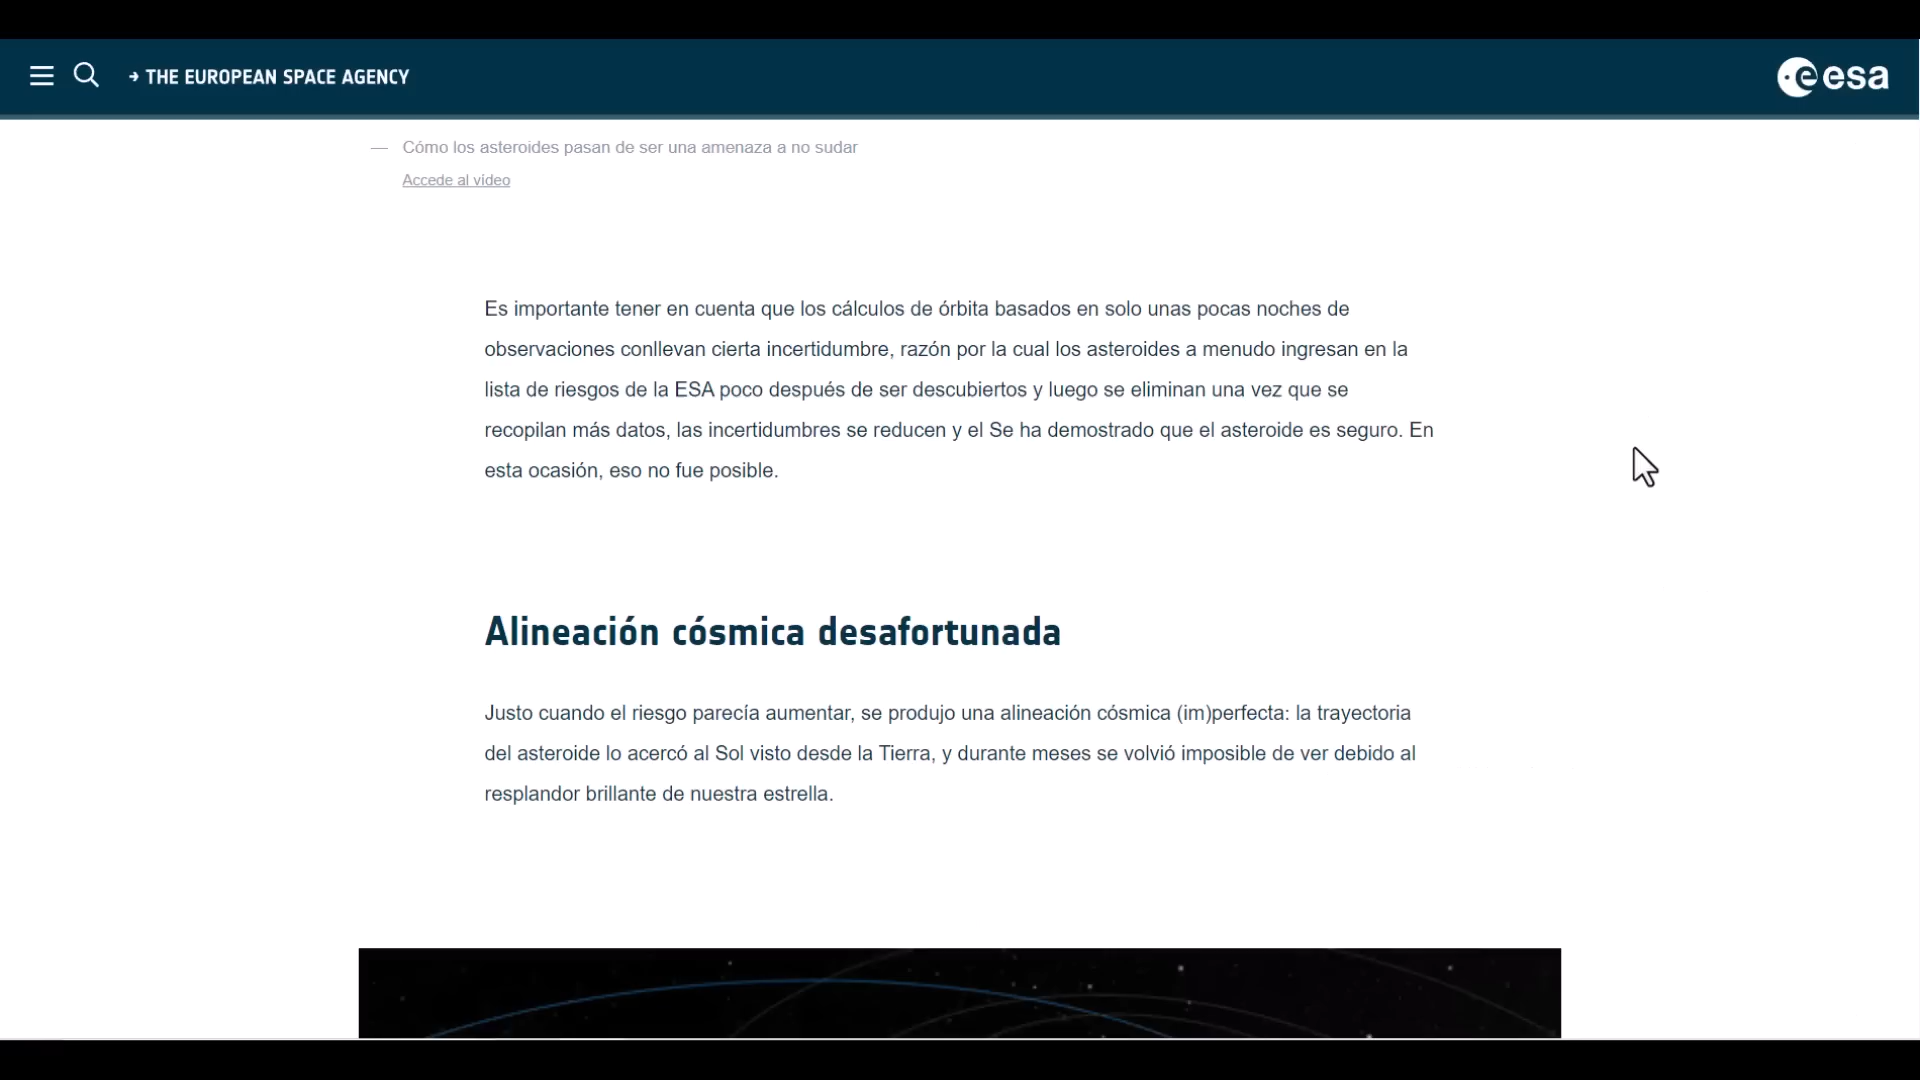 → THE EUROPEAN SPACE AGENCY
esa
— Cómo los asteroides pasan de ser una amenaza a no sudar
Accede al video
Es importante tener en cuenta que los cálculos de órbita basados en solo unas pocas noches de
observaciones conllevan cierta incertidumbre, razón por la cual los asteroides a menudo ingresan en la
lista de riesgos de la ESA poco después de ser descubiertos y luego se eliminan una vez que se
recopilan más datos, las incertidumbres se reducen y el Se ha demostrado que el asteroide es seguro. En
esta ocasión, eso no fue posible.
Alineación cósmica desafortunada
Justo cuando el riesgo parecía aumentar, se produjo una alineación cósmica (im)perfecta: la trayectoria
del asteroide lo acercó al Sol visto desde la Tierra, y durante meses se volvió imposible de ver debido al
resplandor brillante de nuestra estrella.